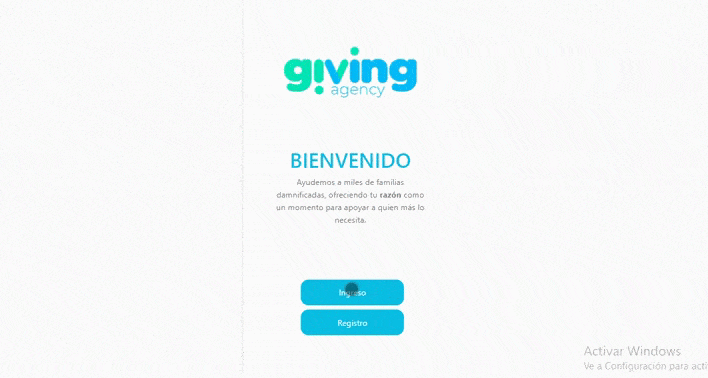 giving
agency
BIENVENIDO
Ayudemos a miles de familias
damnificadas, ofreciendo tu razón como
un momento para apoyar a quien más lo
necesita.
Ingreso
Registro
Activar Windows
Ve a Configuración para acti